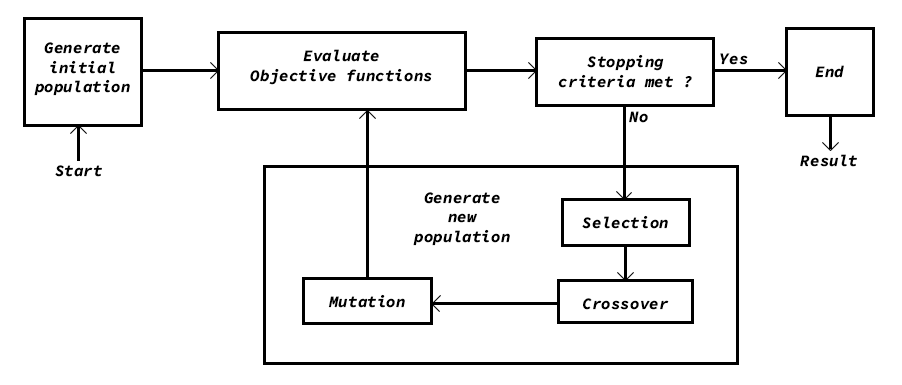 Generate
initial
population
Start
Evaluate
Objective functions
Stopping
criteria met ?
Yes
No
End
Result
Generate
new
population
Selection
Crossover
Mutation